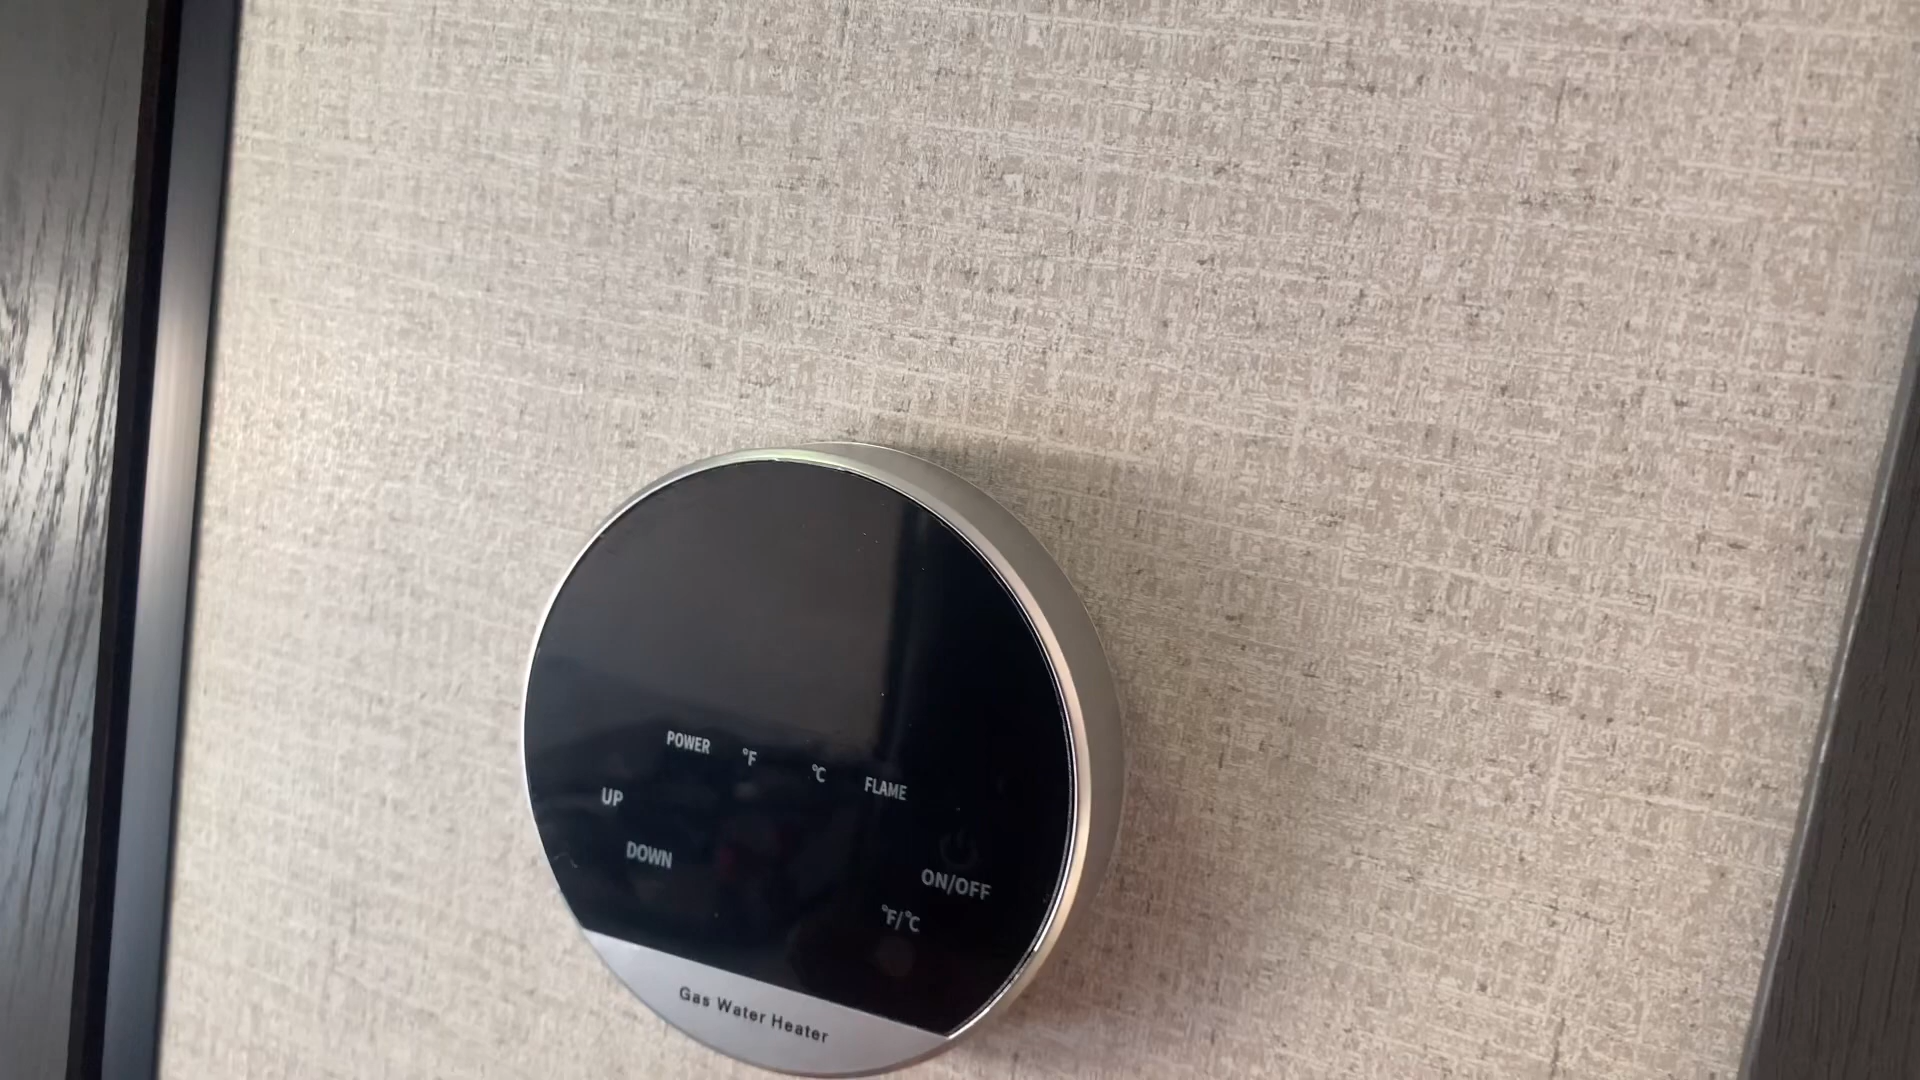 POWER °F °C FLAME
UP
DOWN
ON/OFF
°F/°C
Gas Water Heater